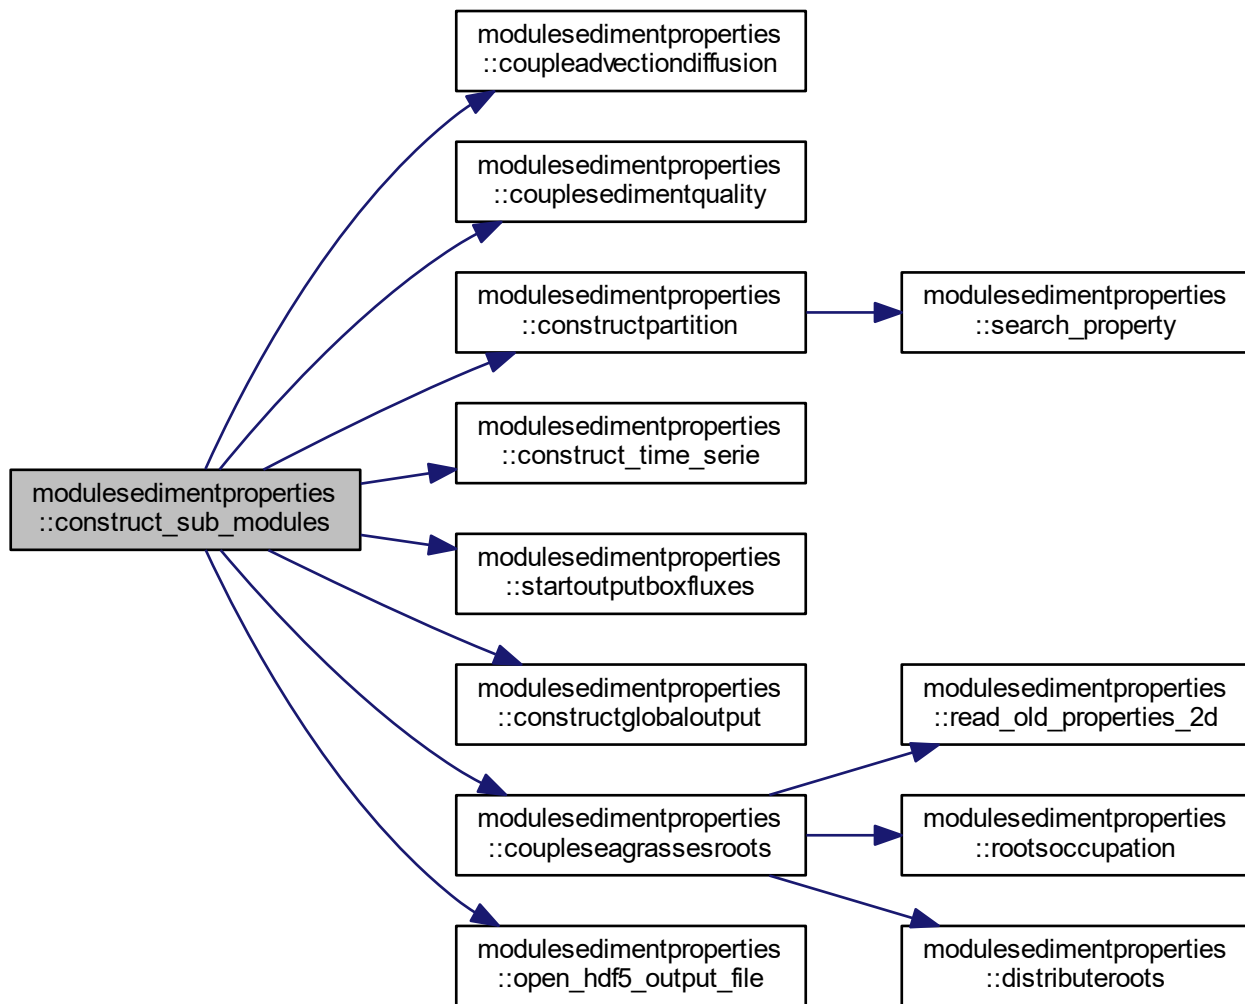 modulesedimentproperties
::coupleadvectiondiffusion
modulesedimentproperties
::couplesedimentquality
modulesedimentproperties
::constructpartition
modulesedimentproperties
::search_property
modulesedimentproperties
::construct_time_serie
modulesedimentproperties
::construct_sub_modules
modulesedimentproperties
::startoutputboxfluxes
modulesedimentproperties
::constructglobaloutput
modulesedimentproperties
::read_old_properties_2d
modulesedimentproperties
::coupleseagrassesroots
modulesedimentproperties
::rootsoccupation
modulesedimentproperties
::open_hdf5_output_file
modulesedimentproperties
::distributeroots